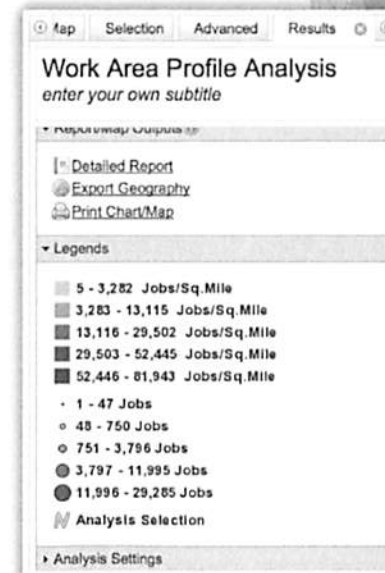 Map Selection Advanced Results
Work Area Profile Analysis
enter your own subtitle
Report/Map Outputs
Detailed Report
Export Geography
Print Chart/Map
Legends
5 - 3,282 Jobs/Sq.Mile
3,283 - 13,115 Jobs/Sq.Mile
13,116 - 29,502 Jobs/Sq.Mile
29,503 - 52,445 Jobs/Sq.Mile
52,446 - 81,943 Jobs/Sq.Mile
1 - 47 Jobs
48 - 750 Jobs
751 - 3,796 Jobs
3,797 - 11,995 Jobs
11,996 - 29,285 Jobs
Analysis Selection
Analysis Settings